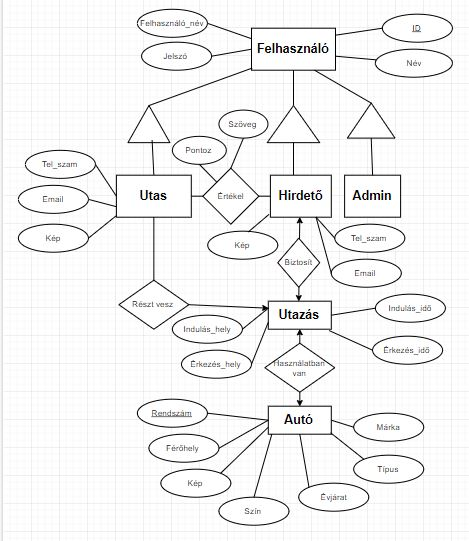 Felhasználó_név
ID
Felhasználó
Jelszó
Név
Szöveg
Pontoz
Tel_szam
Utas
Értékel
Hirdető
Admin
Email
Kép
Kép
Tel_szam
Biztosít
Email
Részt vesz
Indulás_hely
Utazás
Indulás_idő
Érkezés_hely
Használatban
van
Érkezés_idő
Rendszám
Autó
Márka
Férőhely
Kép
Típus
Szín
Évjárat